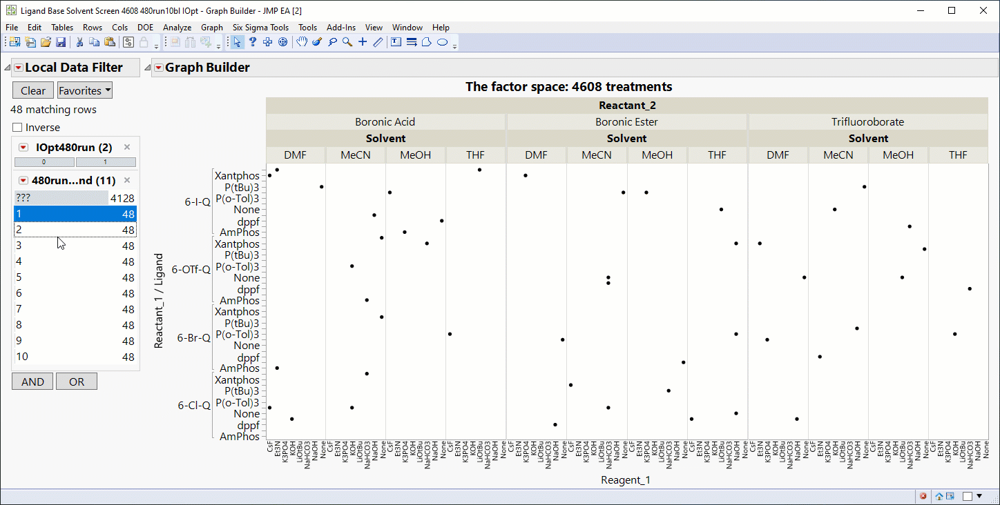 Ligand Base Solvent Screen 4608 480run10bl IOpt - Graph Builder - JMP EA [2]
File Edit Tables Rows Cols DOE Analyze Graph Six Sigma Tools Tools Add-Ins View Window Help
Local Data Filter
Graph Builder
Clear
Favorites
48 matching rows
Inverse
IOpt480run (2)
0 1
480run...nd (11)
??? 4128
1 48
2 48
3 48
4 48
5 48
6 48
7 48
8 48
9 48
10 48
AND OR
The factor space: 4608 treatments
Reactant_2
Boronic Acid Boronic Ester Trifluoroborate
Solvent Solvent Solvent
DMF MeCN MeOH THF DMF MeCN MeOH THF DMF MeCN MeOH THF
Reactant_1 / Ligand
6-I-Q
Xantphos
P(tBu)3
P(o-Tol)3
None
dppf
AmPhos
6-OTf-Q
Xantphos
P(tBu)3
P(o-Tol)3
None
dppf
AmPhos
6-Br-Q
Xantphos
P(tBu)3
P(o-Tol)3
None
dppf
AmPhos
6-Cl-Q
Xantphos
P(tBu)3
P(o-Tol)3
None
dppf
AmPhos
CsF Et3N K3PO4 KOH LiOtBu NaHCO3 NaOH None CsF Et3N K3PO4 KOH LiOtBu NaHCO3 NaOH None CsF Et3N K3PO4 KOH LiOtBu NaHCO3 NaOH None CsF Et3N K3PO4 KOH LiOtBu NaHCO3 NaOH None CsF Et3N K3PO4 KOH LiOtBu NaHCO3 NaOH None CsF Et3N K3PO4 KOH LiOtBu NaHCO3 NaOH None CsF Et3N K3PO4 KOH LiOtBu NaHCO3 NaOH None CsF Et3N K3PO4 KOH LiOtBu NaHCO3 NaOH None CsF Et3N K3PO4 KOH LiOtBu NaHCO3 NaOH None CsF Et3N K3PO4 KOH LiOtBu NaHCO3 NaOH None CsF Et3N K3PO4 KOH LiOtBu NaHCO3 NaOH None CsF Et3N K3PO4 KOH LiOtBu NaHCO3 NaOH None
Reagent_1